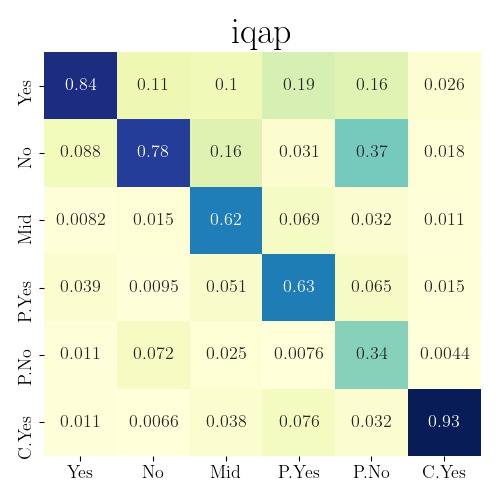 iqap
Yes 0.84 0.11 0.1 0.19 0.16 0.026
No 0.088 0.78 0.16 0.031 0.37 0.018
Mid 0.0082 0.015 0.62 0.069 0.032 0.011
P.Yes 0.039 0.0095 0.051 0.63 0.065 0.015
P.No 0.011 0.072 0.025 0.0076 0.34 0.0044
C.Yes 0.011 0.0066 0.038 0.076 0.032 0.93
Yes No Mid P.Yes P.No C.Yes